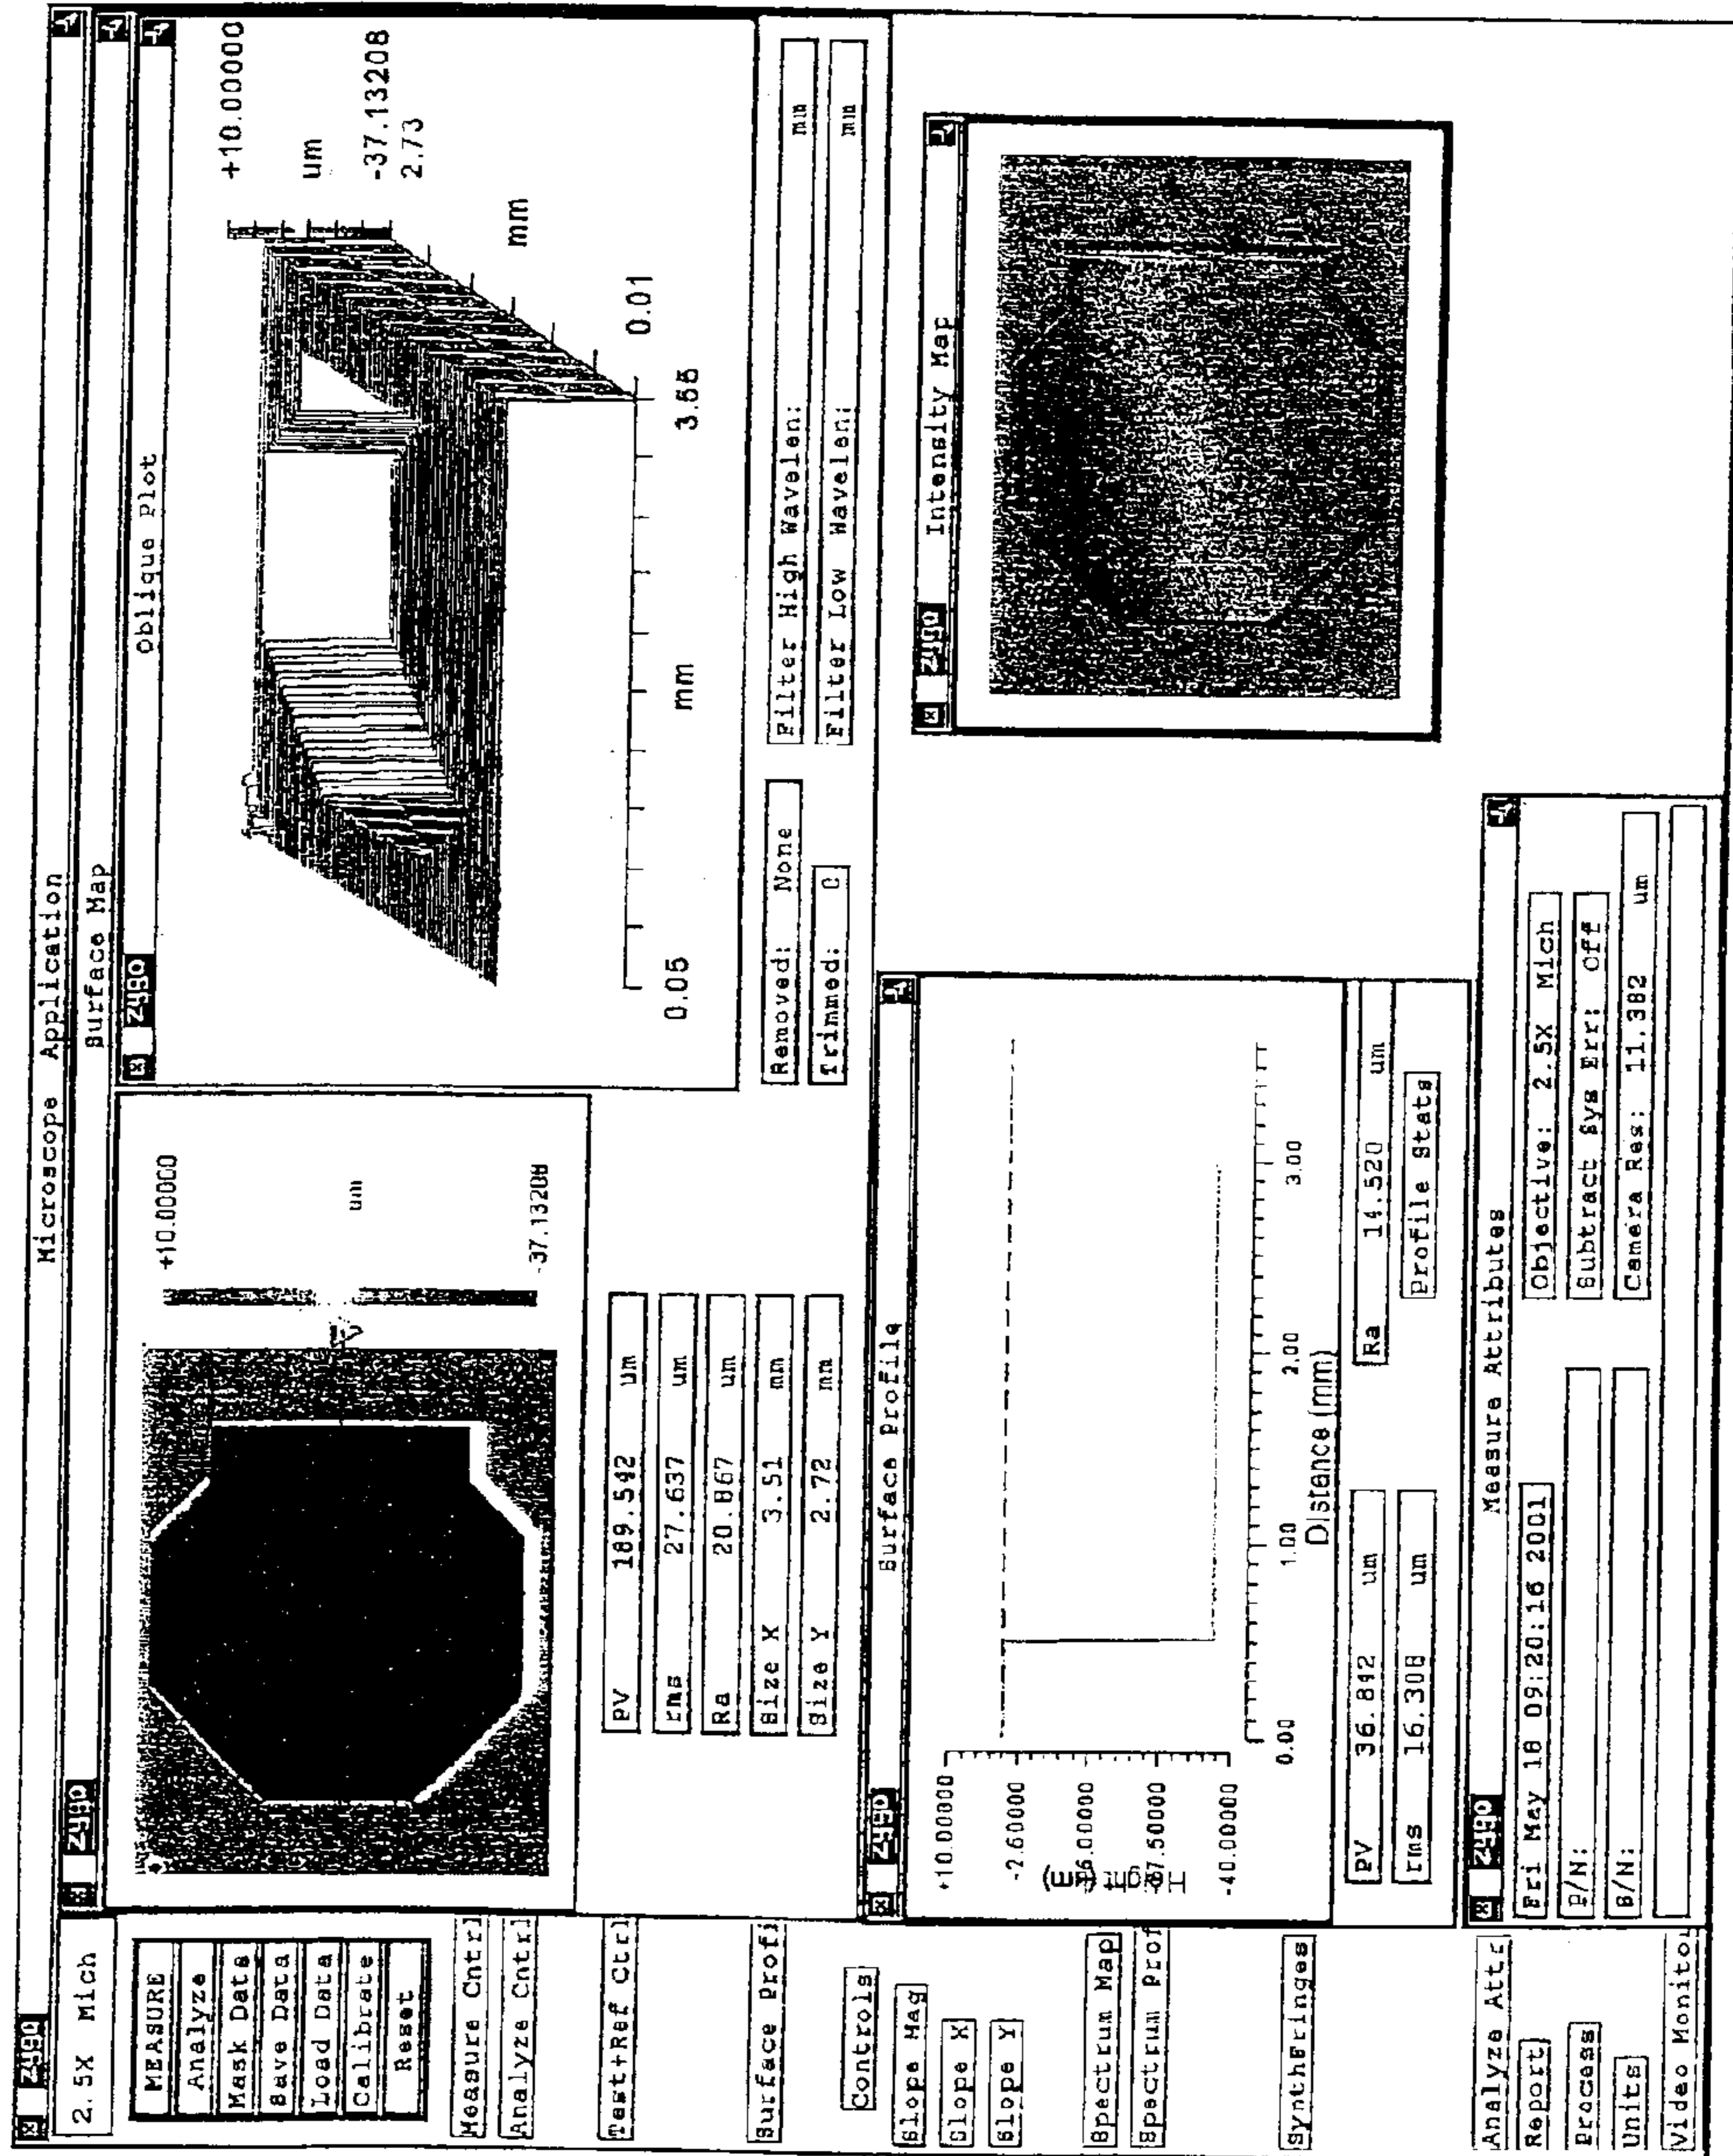 zygo Microscope Application
2.5X Mich
MEASURE
Analyze
Mask Data
Save Data
Load Data
Calibrate
Reset
Measure Cntrl
Analyze Cntrl
Test+Ref Ctrl
Surface Profi
Controls
Slope Mag
Slope X
Slope Y
Spectrum Map
Spectrum Prof
SynthFringes
Analyze Attr
Report
Process
Units
Video Monitor
zygo Surface Map
+10.00000
um
-37.13208
PV 189.542 um
rms 27.637 um
Ra 20.867 um
Size X 3.51 mm
Size Y 2.72 mm
zygo Oblique Plot
+10.00000
um
-37.13208
2.73
mm
0.01
3.55
mm
0.05
Removed: None
Trimmed: 0
Filter High Wavelen: mm
Filter Low Wavelen: mm
zygo Surface Profile
+10.00000
-2.50000
-40.00000
0.00
1.00
2.00
3.00
Distance (mm)
PV 36.842 um
rms 16.308 um
Ra 14.520 um
Profile Stats
zygo Intensity Map
zygo Measure Attributes
Fri May 18 09:20:16 2001
P/N:
S/N:
Objective: 2.5X Mich
Subtract Sys Err: Off
Camera Res: 11.382 um